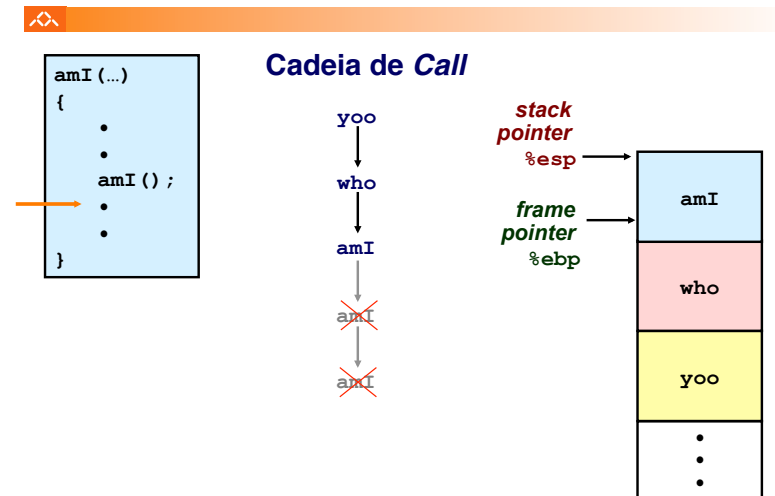 Cadeia de Call
amI(…)
{
•
•
amI();
•
•
}
yoo
who
amI
amI
amI
stack
pointer
%esp
frame
pointer
%ebp
amI
who
yoo
•
•
•